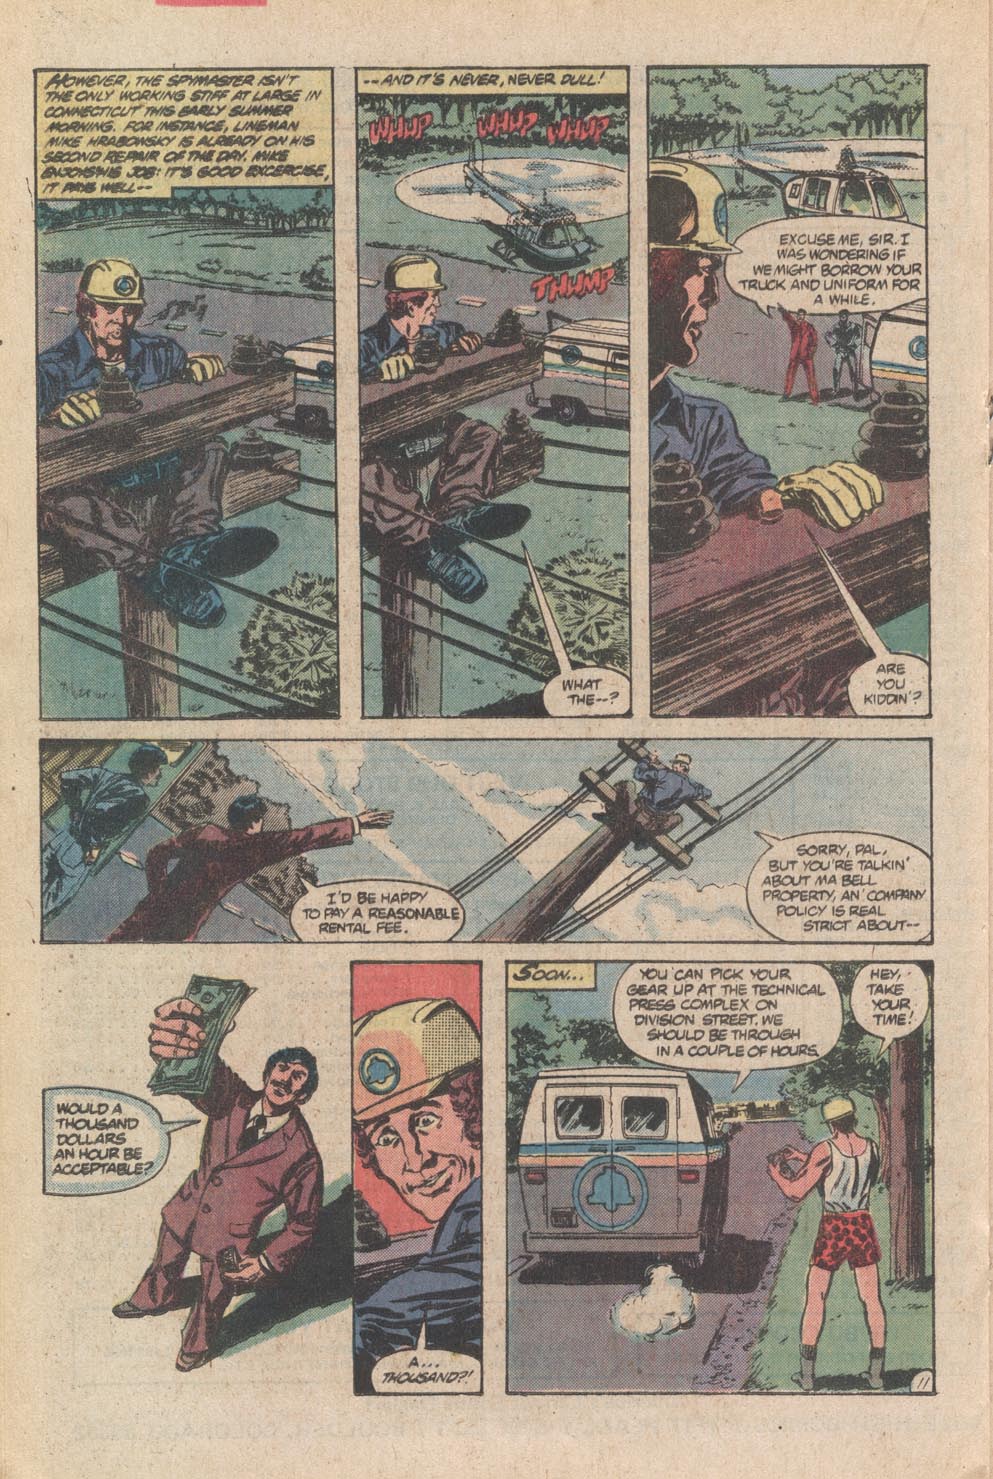 HOWEVER, THE SPYMASTER ISN'T
THE ONLY WORKING STIFF AT LARGE IN
CONNECTICUT THIS EARLY SUMMER
MORNING. FOR INSTANCE, LINEMAN
MIKE HRABOWSKY IS ALREADY ON HIS
SECOND REPAIR OF THE DAY. MIKE
ENJOYS HIS JOB: IT'S GOOD EXCERCISE,
IT PAYS WELL--
--AND IT'S NEVER, NEVER DULL!
WHUP WHUP WHUP
THUMP
WHAT
THE--?
EXCUSE ME, SIR. I
WAS WONDERING IF
WE MIGHT BORROW YOUR
TRUCK AND UNIFORM FOR
A WHILE.
ARE
YOU
KIDDIN'?
I'D BE HAPPY
TO PAY A REASONABLE
RENTAL FEE.
SORRY, PAL,
BUT YOU'RE TALKIN'
ABOUT MA BELL
PROPERTY, AN' COMPANY
POLICY IS REAL
STRICT ABOUT--
WOULD A
THOUSAND
DOLLARS
AN HOUR BE
ACCEPTABLE?
A...
THOUSAND?!
SOON...
YOU CAN PICK YOUR
GEAR UP AT THE TECHNICAL
PRESS COMPLEX ON
DIVISION STREET. WE
SHOULD BE THROUGH
IN A COUPLE OF HOURS.
HEY,
TAKE
YOUR
TIME!
11